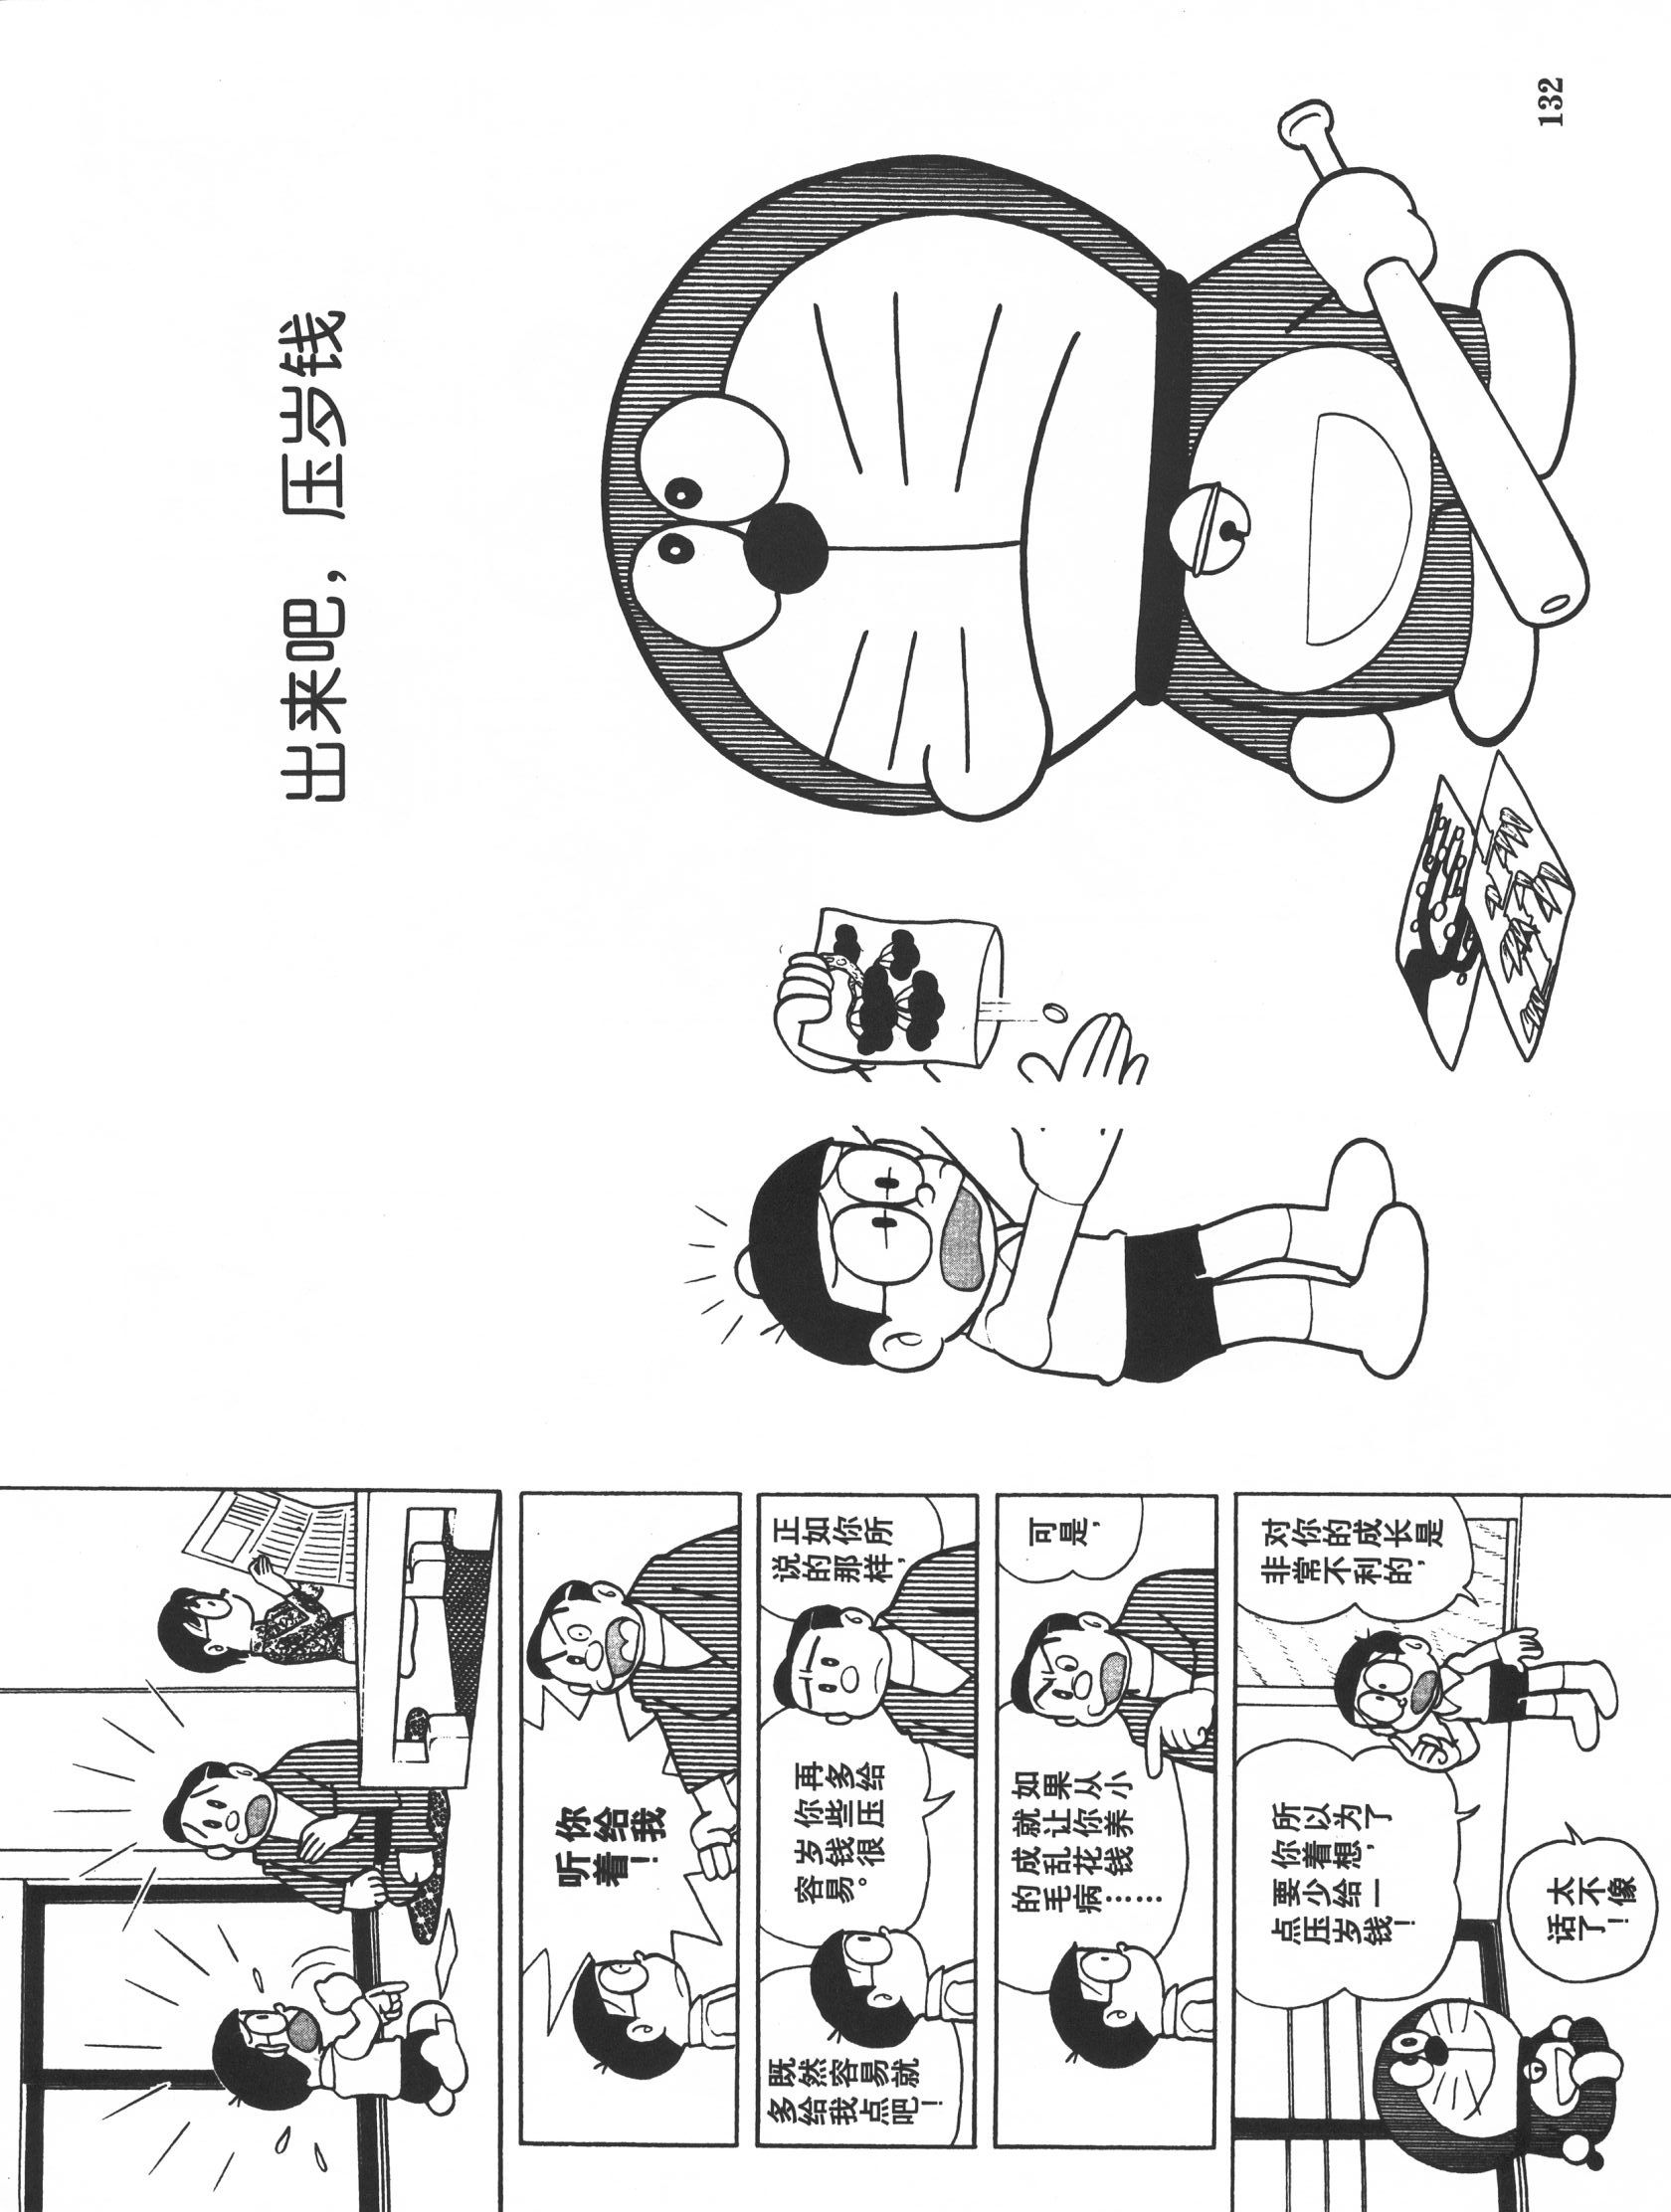 出来吧，压岁钱
132
你给我
听着！
正如你所
说的那样，
再多给
你些压
岁钱很
容易。
既然容易就
多给我点吧！
可是，
如果从小
就让你养
成乱花钱
的毛病……
对你的成长是
非常不利的，
所以为了
你着想，
要少给一
点压岁钱！
太不像
话了！